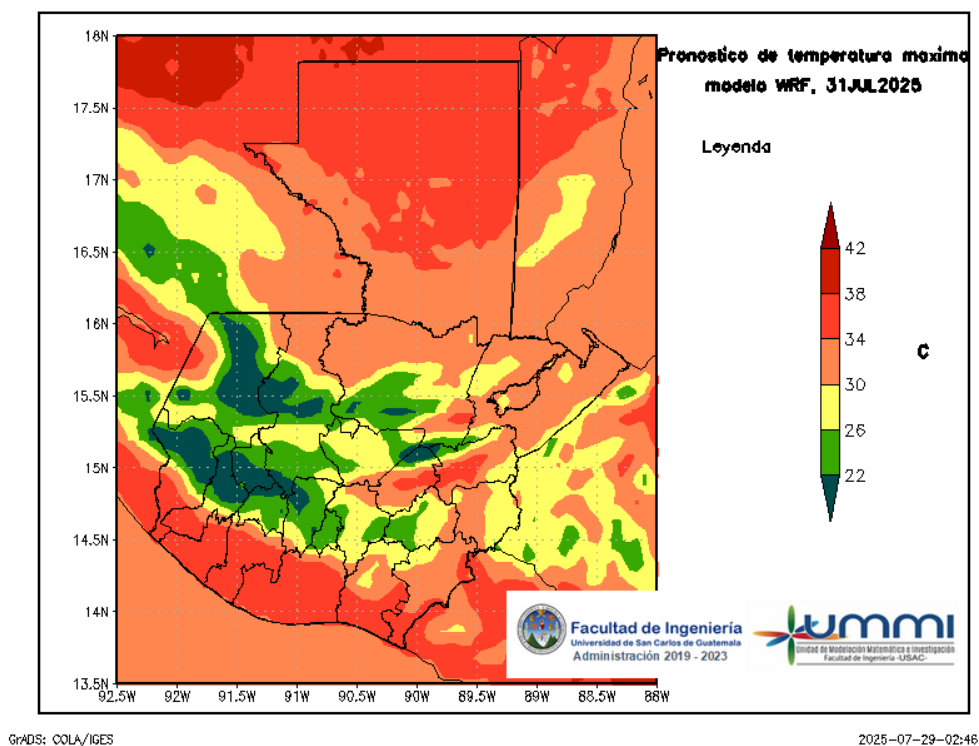 Pronostico de temperatura maxima
modelo WRF, 31JUL2025
Leyenda
42
38
34
30
26
22
C
18N
17.5N
17N
16.5N
16N
15.5N
15N
14.5N
14N
13.5N
92.5W 92W 91.5W 91W 90.5W 90W 89.5W 89W 88.5W 88W
Facultad de Ingeniería
Universidad de San Carlos de Guatemala
Administración 2019 - 2023
ummi
Unidad de Modelación Matemática e Investigación
Facultad de Ingeniería -USAC-
GrADS: COLA/IGES
2025-07-29-02:46